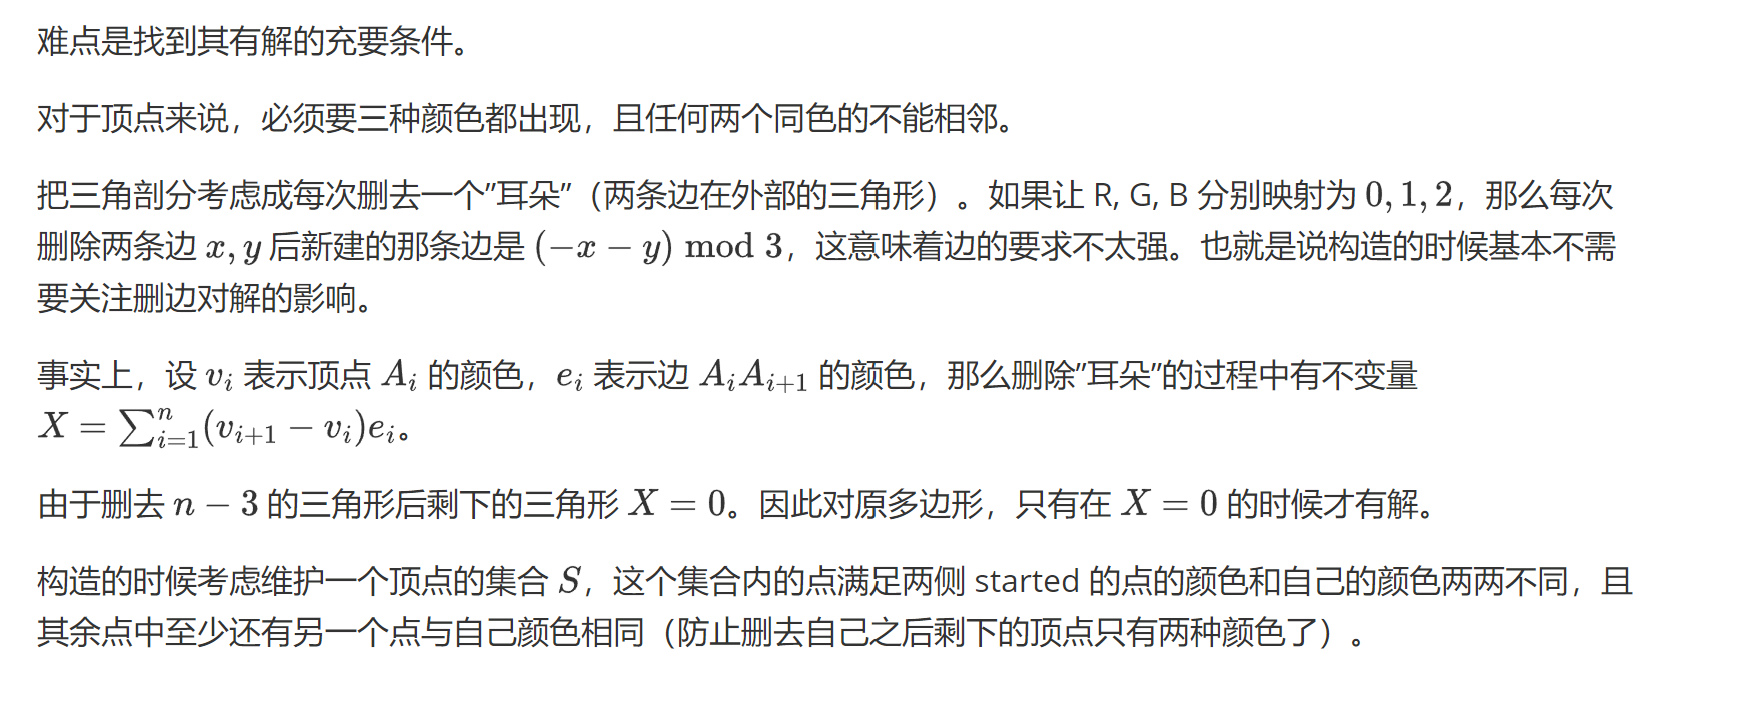 难点是找到其有解的充要条件。
对于顶点来说，必须要三种颜色都出现，且任何两个同色的不能相邻。
把三角剖分考虑成每次删去一个”耳朵”（两条边在外部的三角形）。如果让 R, G, B 分别映射为 0, 1, 2，那么每次
删除两条边 x, y 后新建的那条边是 (−x − y) mod 3，这意味着边的要求不太强。也就是说构造的时候基本不需
要关注删边对解的影响。
事实上，设 v_i 表示顶点 A_i 的颜色，e_i 表示边 A_iA_{i+1} 的颜色，那么删除”耳朵”的过程中有不变量
X = ∑_{i=1}^{n}(v_{i+1} − v_i)e_i。
由于删去 n − 3 的三角形后剩下的三角形 X = 0。因此对原多边形，只有在 X = 0 的时候才有解。
构造的时候考虑维护一个顶点的集合 S，这个集合内的点满足两侧 started 的点的颜色和自己的颜色两两不同，且
其余点中至少还有另一个点与自己颜色相同（防止删去自己之后剩下的顶点只有两种颜色了）。